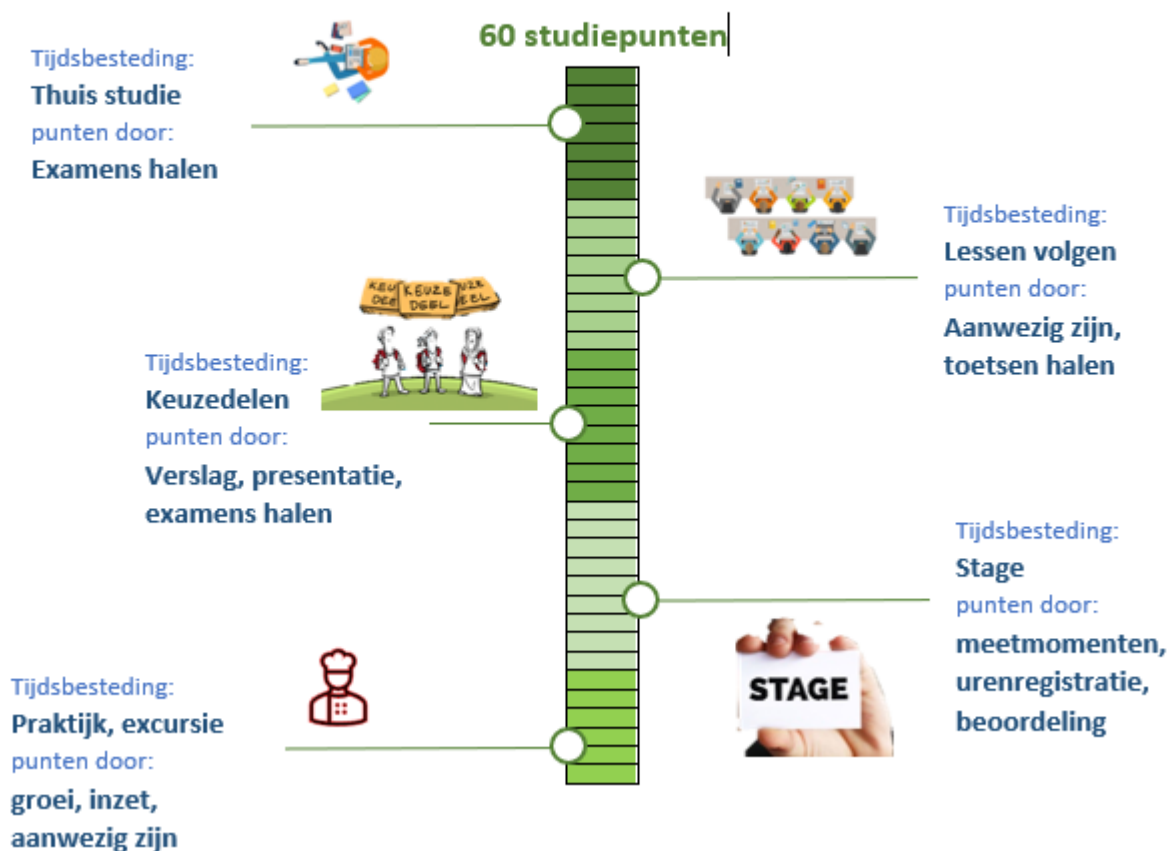 60 studiepunten
Tijdsbesteding:
Thuis studie
punten door:
Examens halen
Tijdsbesteding:
Lessen volgen
punten door:
Aanwezig zijn,
toetsen halen
KEUZE
DEEL
Tijdsbesteding:
Keuzedelen
punten door:
Verslag, presentatie,
examens halen
Tijdsbesteding:
Stage
punten door:
meetmomenten,
urenregistratie,
beoordeling
STAGE
Tijdsbesteding:
Praktijk, excursie
punten door:
groei, inzet,
aanwezig zijn